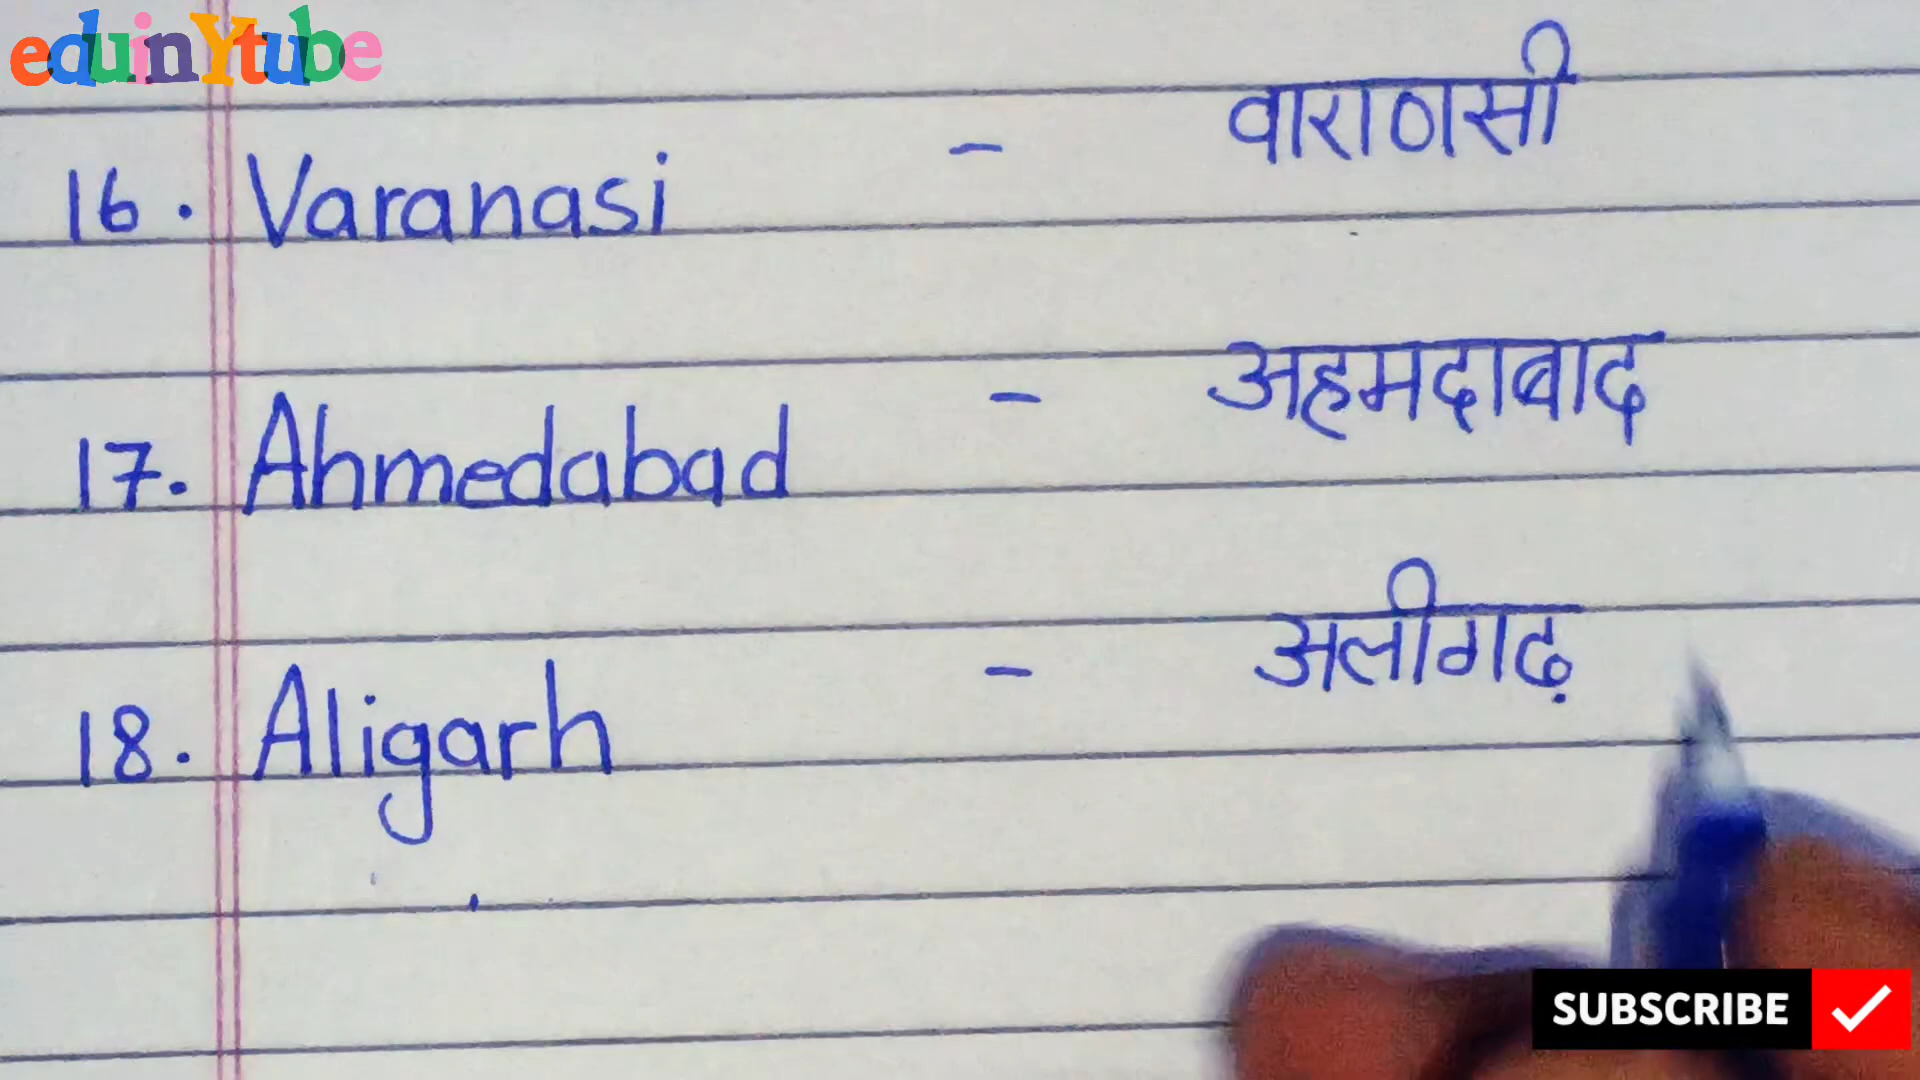 eduinYtube
16. Varanasi - वाराणसी
17. Ahmedabad - अहमदाबाद
18. Aligarh - अलीगढ़
SUBSCRIBE